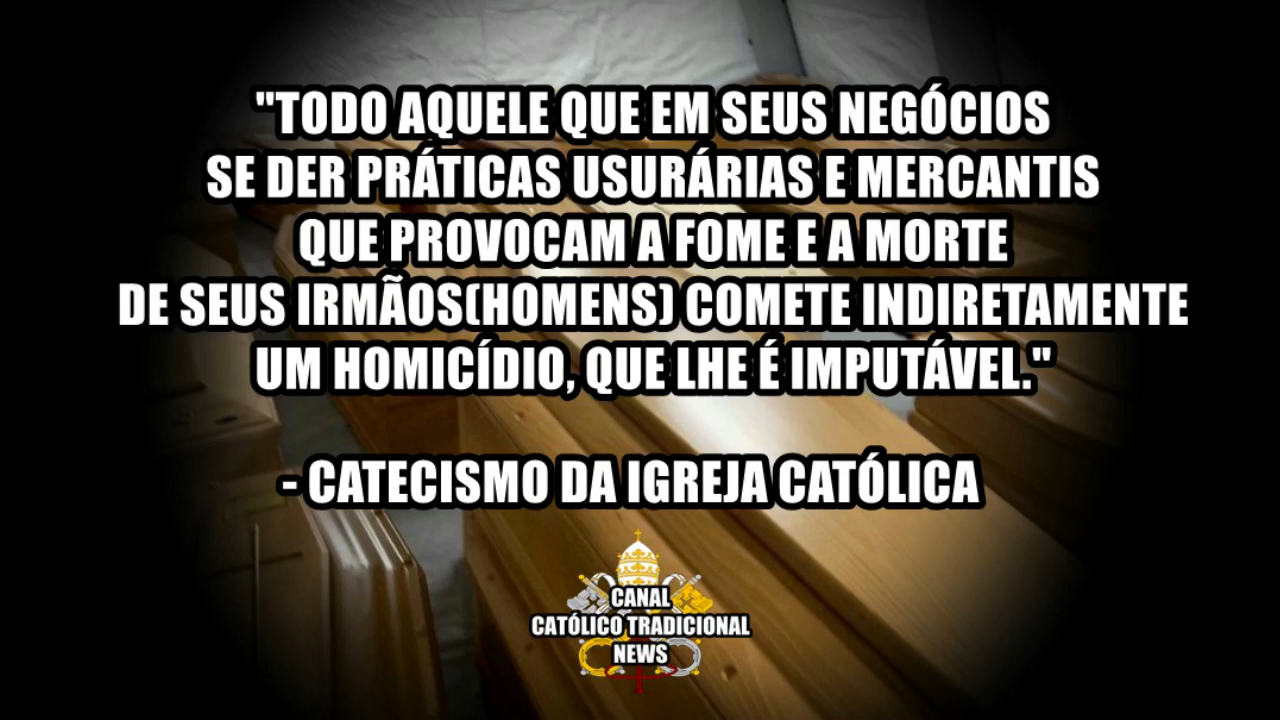 "TODO AQUELE QUE EM SEUS NEGÓCIOS
SE DER PRÁTICAS USURÁRIAS E MERCANTIS
QUE PROVOCAM A FOME E A MORTE
DE SEUS IRMÃOS(HOMENS) COMETE INDIRETAMENTE
UM HOMICÍDIO, QUE LHE É IMPUTÁVEL."
- CATECISMO DA IGREJA CATÓLICA
CANAL
CATÓLICO TRADICIONAL
NEWS